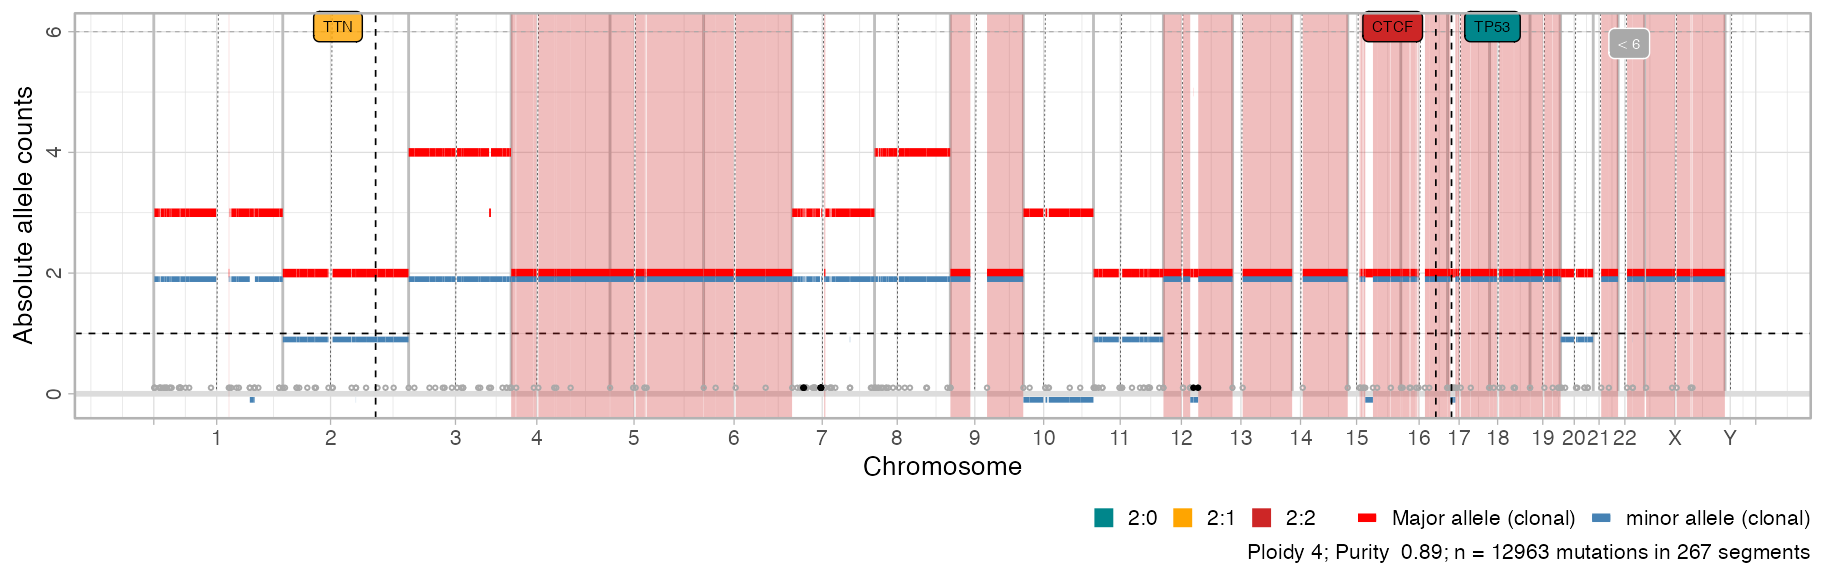 TTN
CTCF
TP53
< 6
6
4
2
0
Absolute allele counts
1 2 3 4 5 6 7 8 9 10 11 12 13 14 15 16 17 18 19 20 21 22 X Y
Chromosome
2:0 2:1 2:2 Major allele (clonal) minor allele (clonal)
Ploidy 4; Purity 0.89; n = 12963 mutations in 267 segments